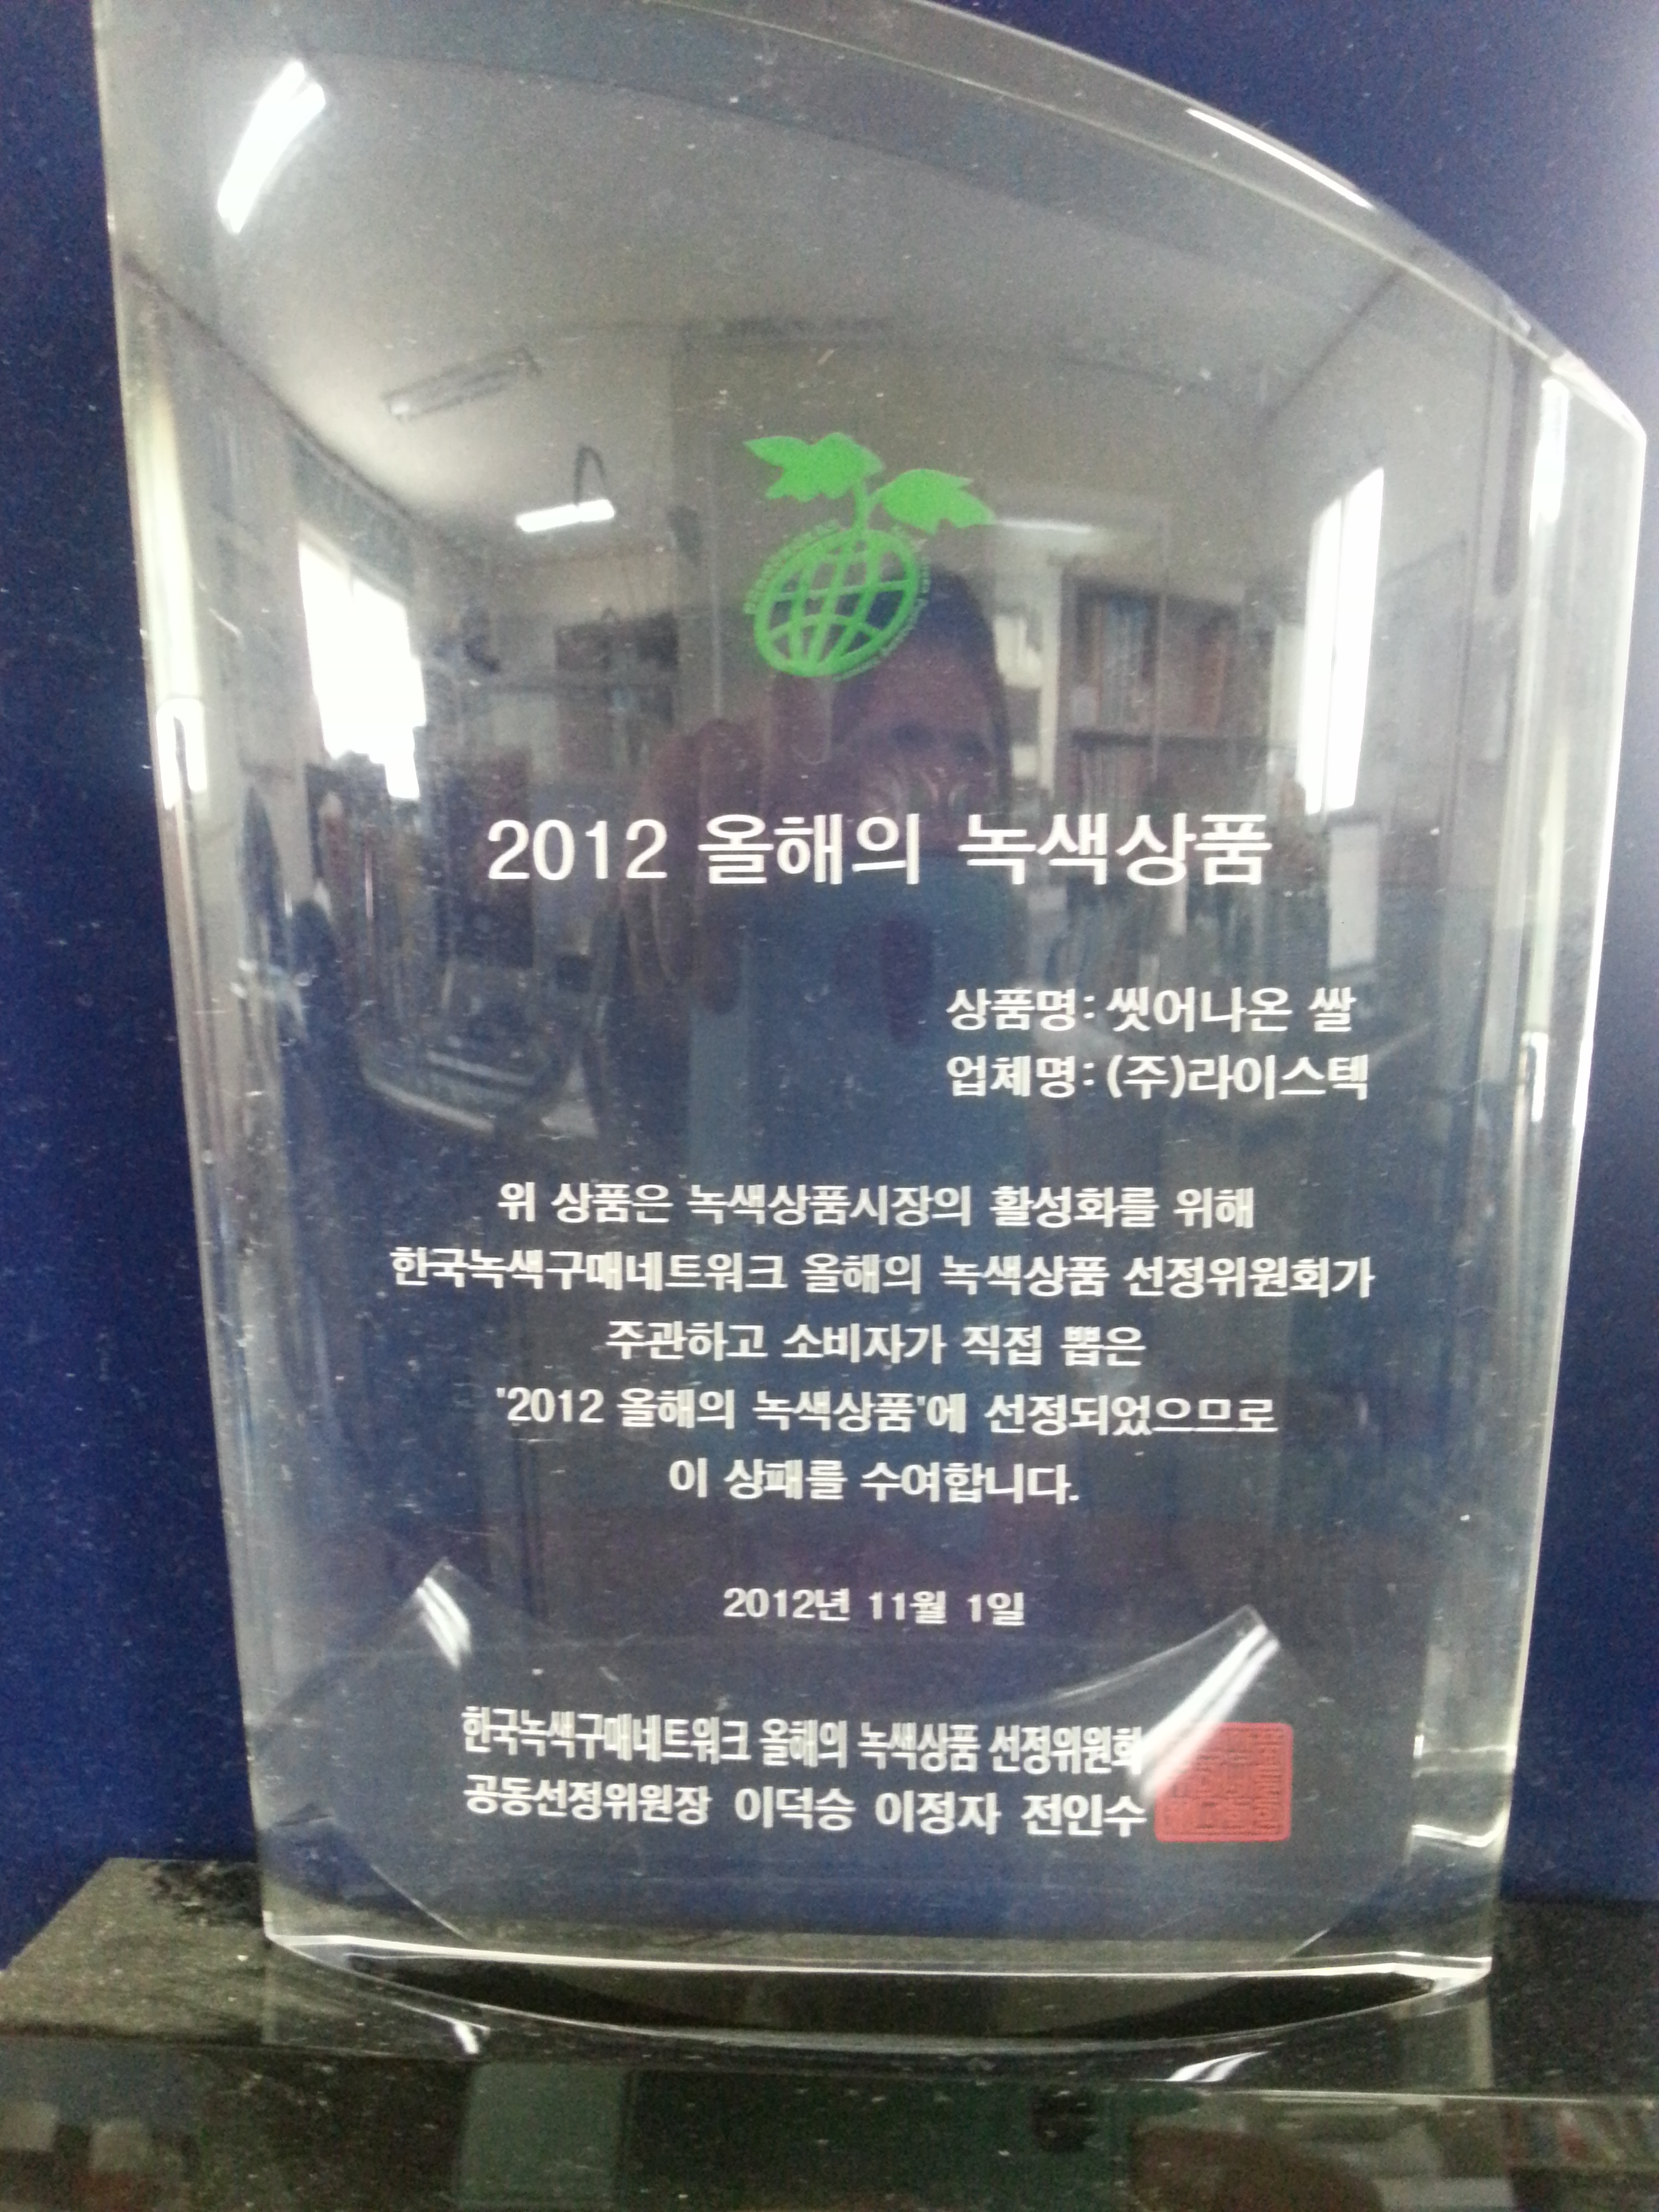 2012 올해의 녹색상품
상품명: 씻어나온 쌀
업체명: (주)라이스텍
위 상품은 녹색상품시장의 활성화를 위해
한국녹색구매네트워크 올해의 녹색상품 선정위원회가
주관하고 소비자가 직접 뽑은
'2012 올해의 녹색상품'에 선정되었으므로
이 상패를 수여합니다.
2012년 11월 1일
한국녹색구매네트워크 올해의 녹색상품 선정위원회
공동선정위원장 이덕승 이정자 전인수